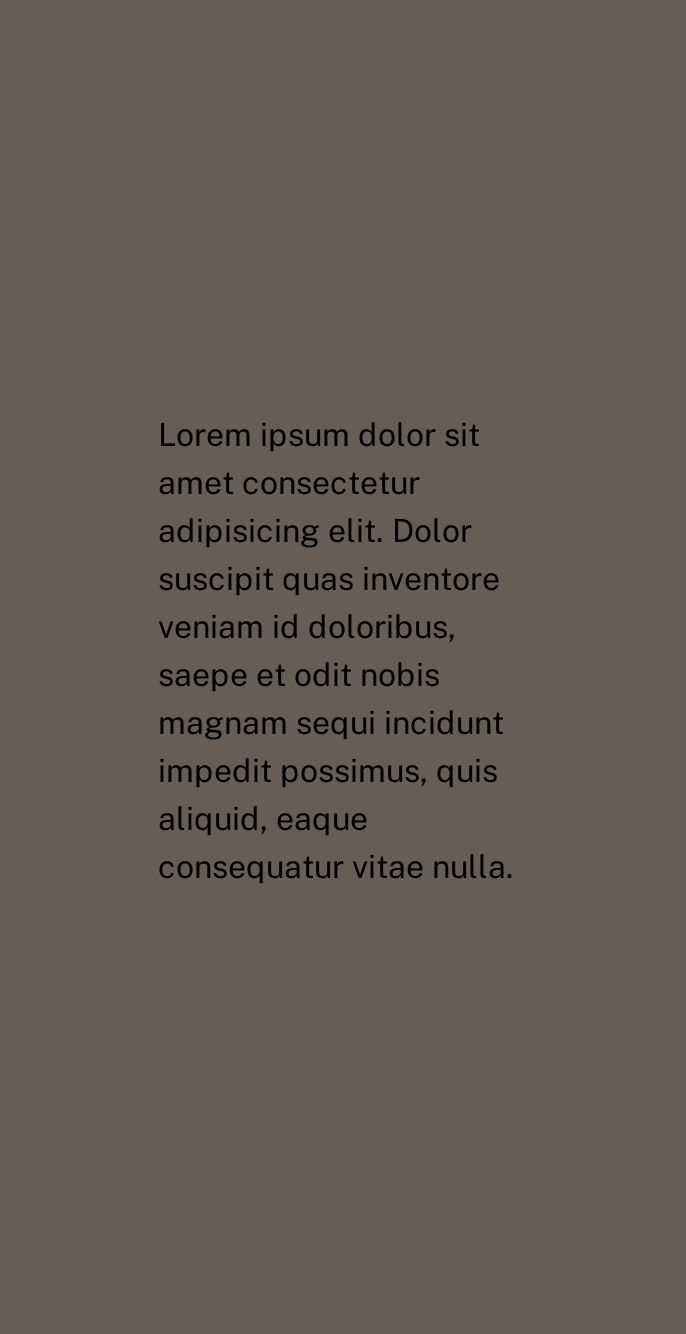 Lorem ipsum dolor sit
amet consectetur
adipisicing elit. Dolor
suscipit quas inventore
veniam id doloribus,
saepe et odit nobis
magnam sequi incidunt
impedit possimus, quis
aliquid, eaque
consequatur vitae nulla.